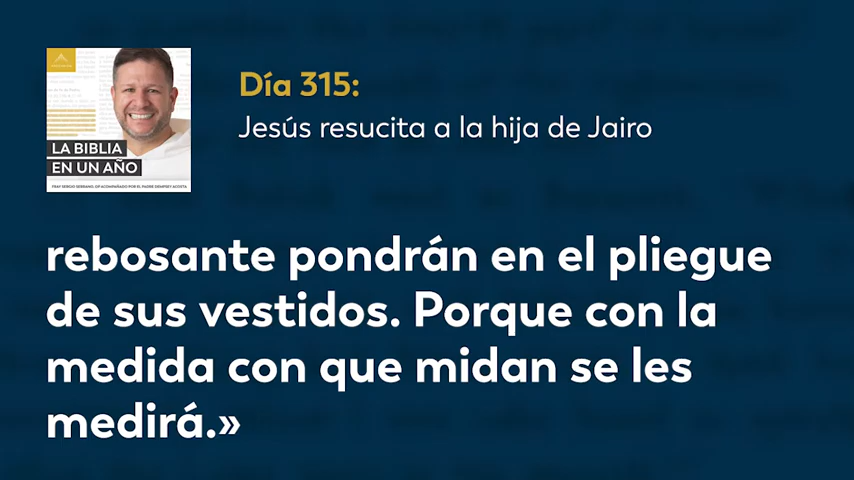 Día 315:
Jesús resucita a la hija de Jairo
LA BIBLIA
EN UN AÑO
rebosante pondrán en el pliegue
de sus vestidos. Porque con la
medida con que midan se les
medirá.»